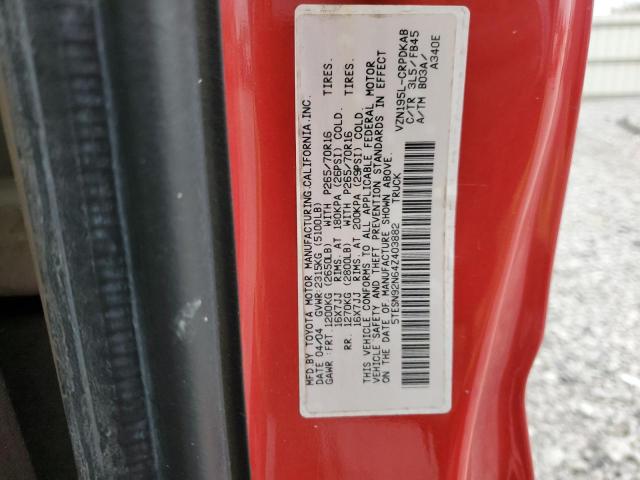 MFD BY TOYOTA MOTOR MANUFACTURING, CALIFORNIA, INC.
DATE 04/04 GVWR:2315KG (5100LB)
GAWR :FRT.1200KG (2650LB) WITH P265/70R16 TIRES.
16X7JJ RIMS. AT 180KPA (26PSI) COLD.
RR. 1270KG (2800LB) WITH P265/70R16 TIRES.
16X7JJ RIMS. AT 200KPA (29PSI) COLD.
THIS VEHICLE CONFORMS TO ALL APPLICABLE FEDERAL MOTOR
VEHICLE SAFETY AND THEFT PREVENTION STANDARDS IN EFFECT
ON THE DATE OF MANUFACTURE SHOWN ABOVE.
5TESN92N64Z403882 TRUCK
VZN195L-CRPDKAB
C/TR 3L5/FB45
A/TM B03A/
A340E